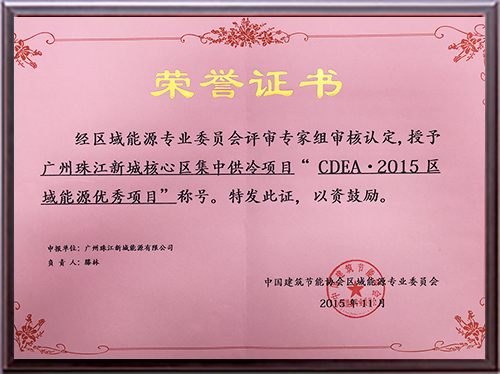 荣誉证书
经区域能源专业委员会评审专家组审核认定,授予
广州珠江新城核心区集中供冷项目“CDEA·2015区
域能源优秀项目”称号。特发此证，以资鼓励。
申报单位：广州珠江新城能源有限公司
负责人：滕林
中国建筑节能协会区域能源专业委员会
2015年11月